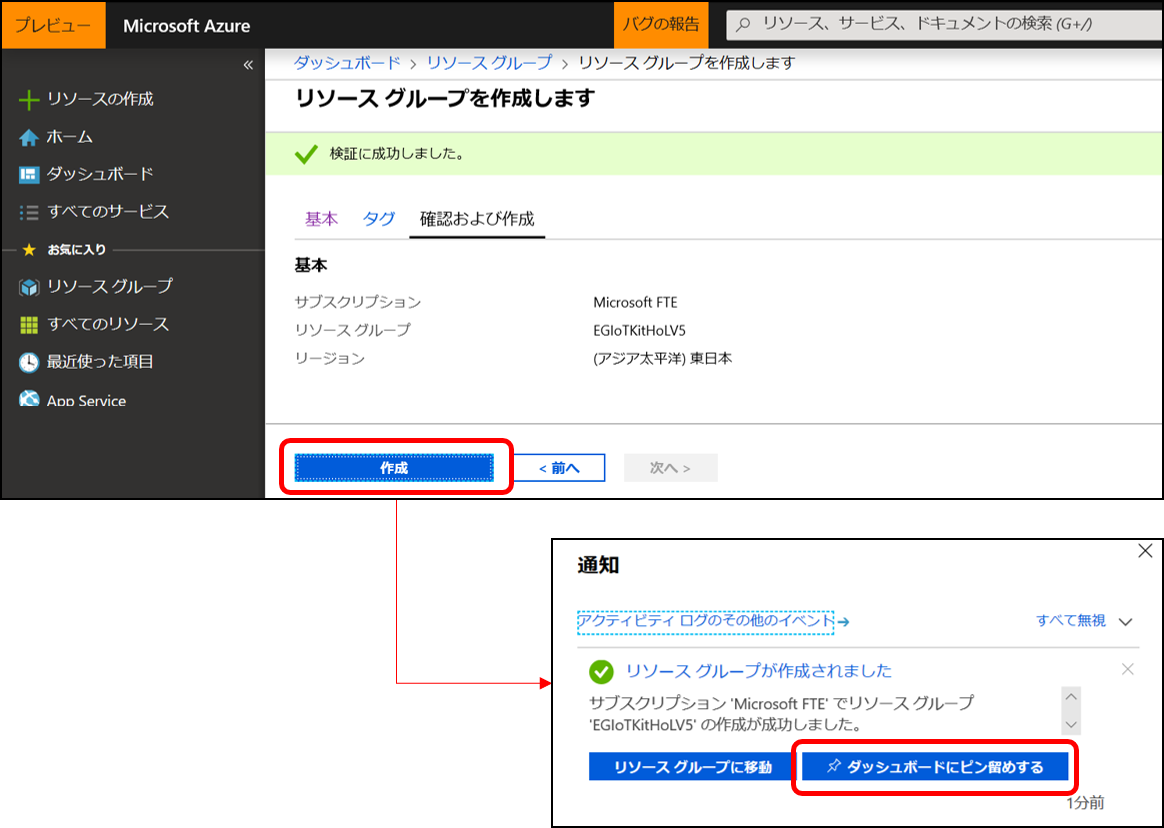 プレビュー Microsoft Azure バグの報告 リソース、サービス、ドキュメントの検索 (G+/)
«
ダッシュボード > リソース グループ > リソース グループを作成します
リソース グループを作成します
リソースの作成
ホーム
ダッシュボード
すべてのサービス
お気に入り
リソース グループ
すべてのリソース
最近使った項目
App Service
検証に成功しました。
基本 タグ 確認および作成
基本
サブスクリプション Microsoft FTE
リソース グループ EGIoTKitHoLV5
リージョン (アジア太平洋) 東日本
作成 < 前へ 次へ >
通知
アクティビティ ログのその他のイベント→ すべて無視
リソース グループが作成されました
サブスクリプション 'Microsoft FTE' でリソース グループ
'EGIoTKitHoLV5' の作成が成功しました。
リソース グループに移動 ダッシュボードにピン留めする
1分前